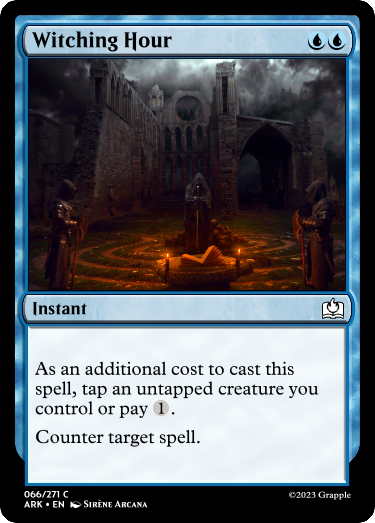 Witching Hour
Instant
As an additional cost to cast this
spell, tap an untapped creature you
control or pay 1.
Counter target spell.
066/271 C
ARK • EN Sirène Arcana
©2023 Grapple